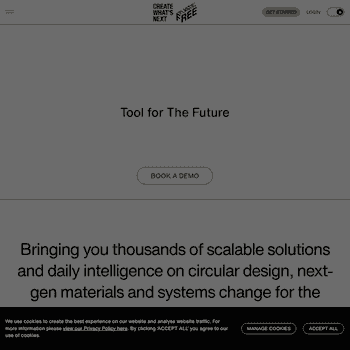 CREATE
WHAT'S
NEXT
FREE
GET STARTED
LOGIN
Tool for The Future
BOOK A DEMO
Bringing you thousands of scalable solutions
and daily intelligence on circular design, next-
gen materials and systems change for the
We use cookies to create the best experience on our website and analyse website traffic. For
more information please view our Privacy Policy here. By clicking 'ACCEPT ALL' you agree to our
use of cookies.
MANAGE COOKIES
ACCEPT ALL